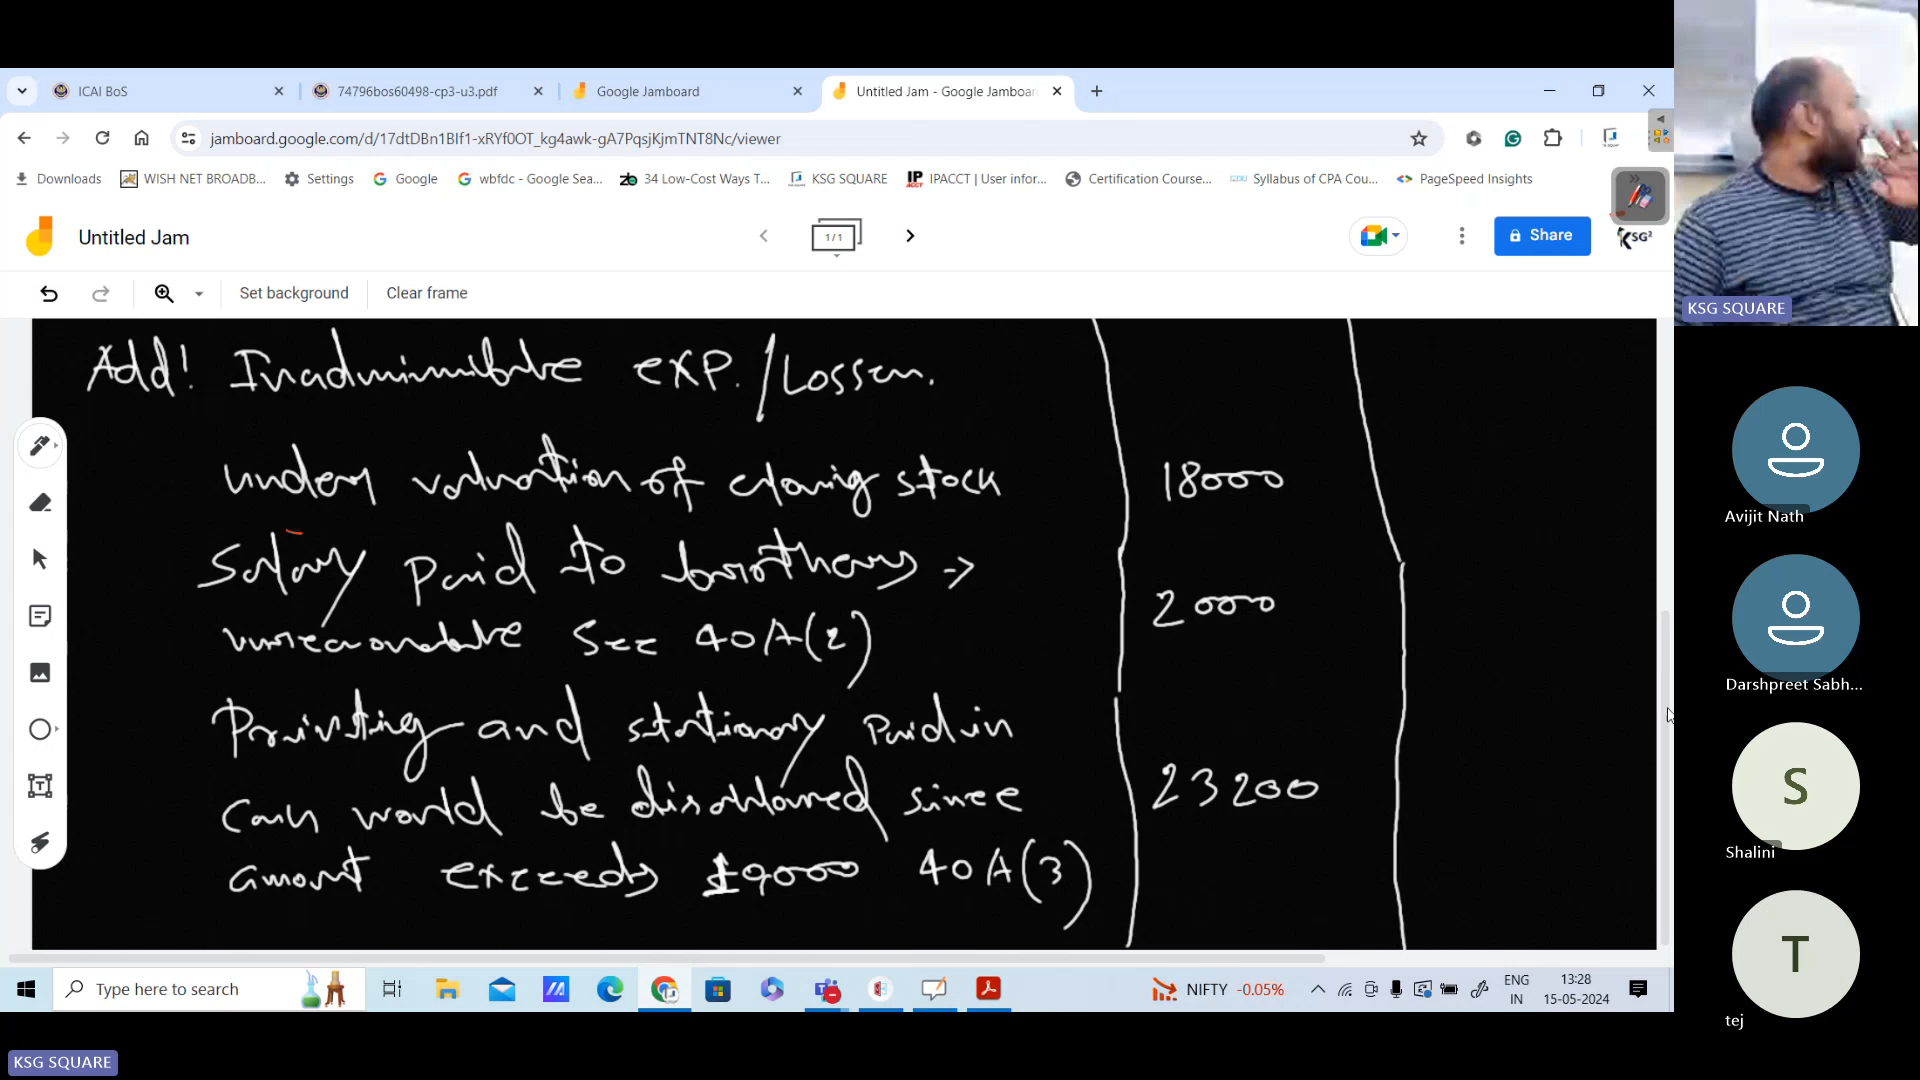 ICAI BoS
74796bos60498-cp3-u3.pdf
Google Jamboard
Untitled Jam - Google Jamboar
jamboard.google.com/d/17dtDBn1BIf1-xRYf0OT_kg4awk-gA7PqsjKjmTNT8Nc/viewer
Downloads
WISH NET BROADB...
Settings
Google
wbfdc - Google Sea...
34 Low-Cost Ways T...
KSG SQUARE
IPACCT | User infor...
Certification Course...
Syllabus of CPA Cou...
PageSpeed Insights
Untitled Jam
1/1
Share
KSG²
Set background
Clear frame
Add! Inadmissible exp./Losses.
under valuation of closing stock 18000
Salary paid to brothers →
unreasonable Sec 40A(2) 2000
Printing and stationary Paid in
Cash would be disallowed since 23200
amount exceeds 10000 40A(3)
KSG SQUARE
Avijit Nath
Darshpreet Sabh...
S
Shalini
T
tej
Type here to search
NIFTY -0.05%
ENG
IN
13:28
15-05-2024
KSG SQUARE